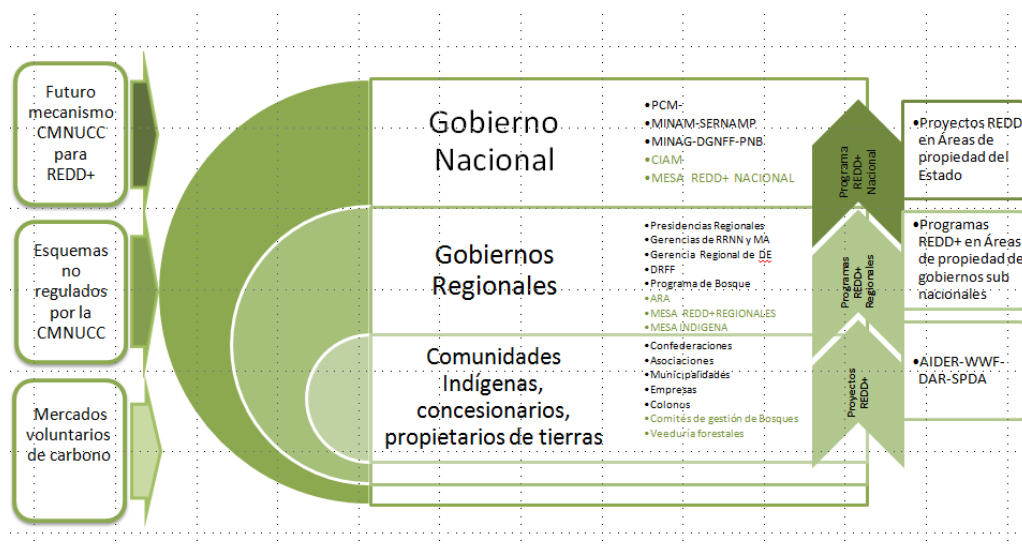 Futuro
mecanismo
CMNUCC
para
REDD+
Esquemas
no
regulados
por la
CMNUCC
Mercados
voluntarios
de carbono
Gobierno
Nacional
•PCM-
•MINAM-SERNAMP
•MINAG-DGNFF-PNB
•CIAM
•MESA REDD+ NACIONAL
Gobiernos
Regionales
•Presidencias Regionales
•Gerencias de RRNN y MA
•Gerencia Regional de DE
•DRFF
•Programa de Bosque
•ARA
•MESA REDD+REGIONALES
•MESA INDIGENA
Comunidades
Indígenas,
concesionarios,
propietarios de tierras
•Confederaciones
•Asociaciones
•Municipalidades
•Empresas
•Colonos
•Comités de gestión de Bosques
•Veeduria forestales
Programa
REDD+
Nacional
Programas
REDD+
Regionales
Proyectos
REDD+
•Proyectos REDD
en Áreas de
propiedad del
Estado
•Programas
REDD+ en Áreas
de propiedad de
gobiernos sub
nacionales
•AIDER-WWF-
DAR-SPDA